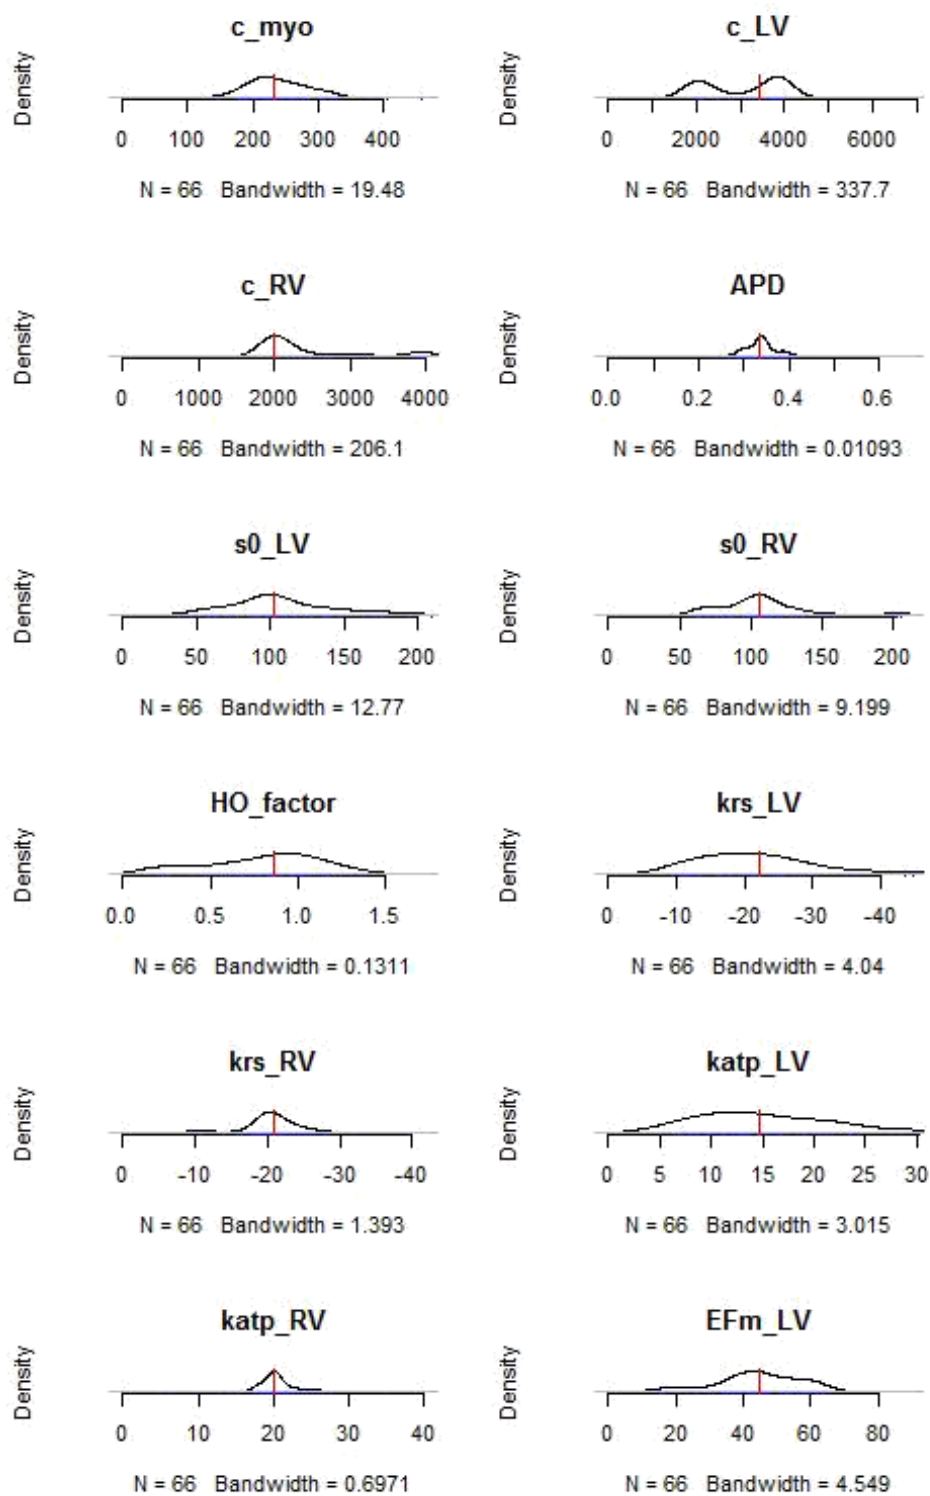 c_myo
Density
0 100 200 300 400
N = 66 Bandwidth = 19.48
c_LV
Density
0 2000 4000 6000
N = 66 Bandwidth = 337.7
c_RV
Density
0 1000 2000 3000 4000
N = 66 Bandwidth = 206.1
APD
Density
0.0 0.2 0.4 0.6
N = 66 Bandwidth = 0.01093
s0_LV
Density
0 50 100 150 200
N = 66 Bandwidth = 12.77
s0_RV
Density
0 50 100 150 200
N = 66 Bandwidth = 9.199
HO_factor
Density
0.0 0.5 1.0 1.5
N = 66 Bandwidth = 0.1311
krs_LV
Density
0 -10 -20 -30 -40
N = 66 Bandwidth = 4.04
krs_RV
Density
0 -10 -20 -30 -40
N = 66 Bandwidth = 1.393
katp_LV
Density
0 5 10 15 20 25 30
N = 66 Bandwidth = 3.015
katp_RV
Density
0 10 20 30 40
N = 66 Bandwidth = 0.6971
EFm_LV
Density
0 20 40 60 80
N = 66 Bandwidth = 4.549